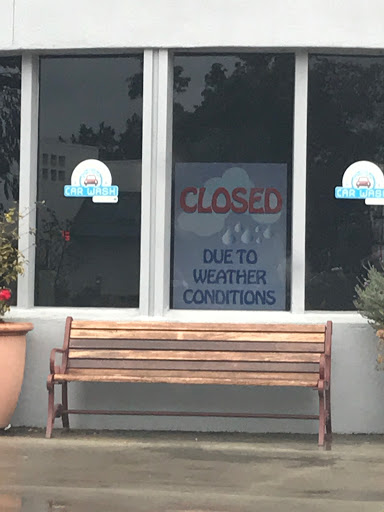 CAR WASH
CLOSED
CAR WASH
DUE TO
WEATHER
CONDITIONS